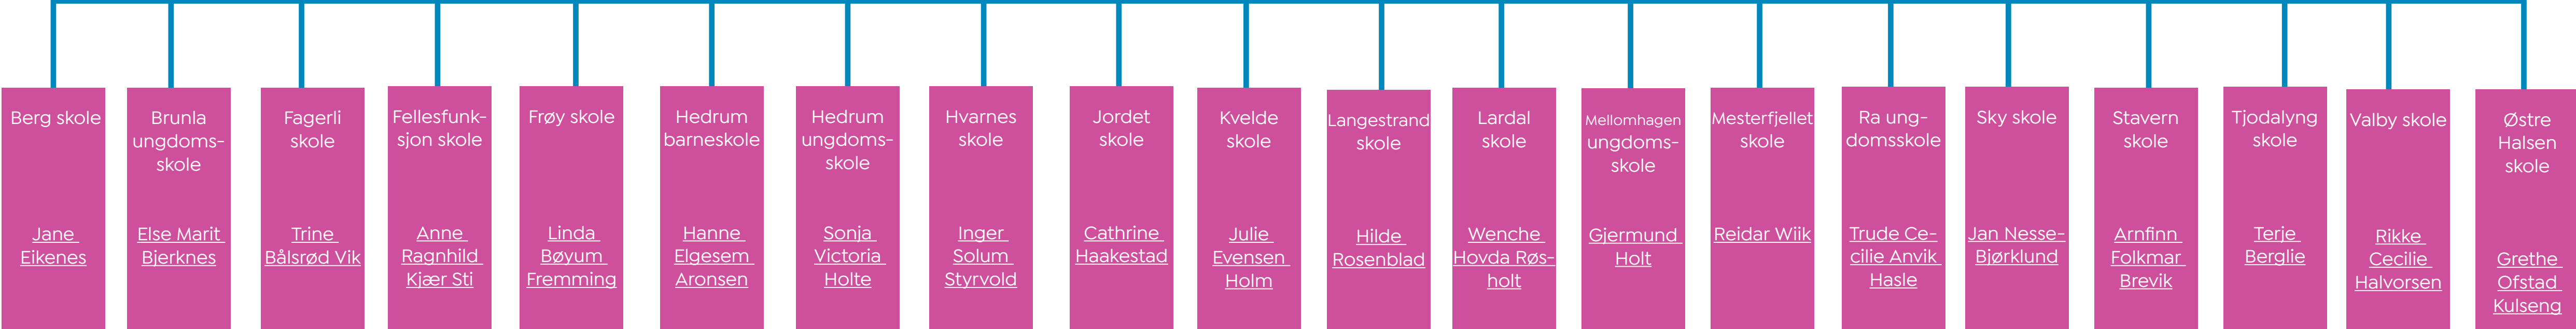 Berg skole
Jane
Eikenes
Brunla
ungdoms-
skole
Else Marit
Bjerknes
Fagerli
skole
Trine
Bålsrød Vik
Fellesfunk-
sjon skole
Anne
Ragnhild
Kjær Sti
Frøy skole
Linda
Bøyum
Fremming
Hedrum
barneskole
Hanne
Elgesem
Aronsen
Hedrum
ungdoms-
skole
Sonja
Victoria
Holte
Hvarnes
skole
Inger
Solum
Styrvold
Jordet
skole
Cathrine
Haakestad
Kvelde
skole
Julie
Evensen
Holm
Langestrand
skole
Hilde
Rosenblad
Lardal
skole
Wenche
Hovda Røs-
holt
Mellomhagen
ungdoms-
skole
Gjermund
Holt
Mesterfjellet
skole
Reidar Wiik
Ra ung-
domsskole
Trude Ce-
cilie Anvik
Hasle
Sky skole
Jan Nesse-
Bjørklund
Stavern
skole
Arnfinn
Folkmar
Brevik
Tjodalyng
skole
Terje
Berglie
Valby skole
Rikke
Cecilie
Halvorsen
Østre
Halsen
skole
Grethe
Ofstad
Kulseng